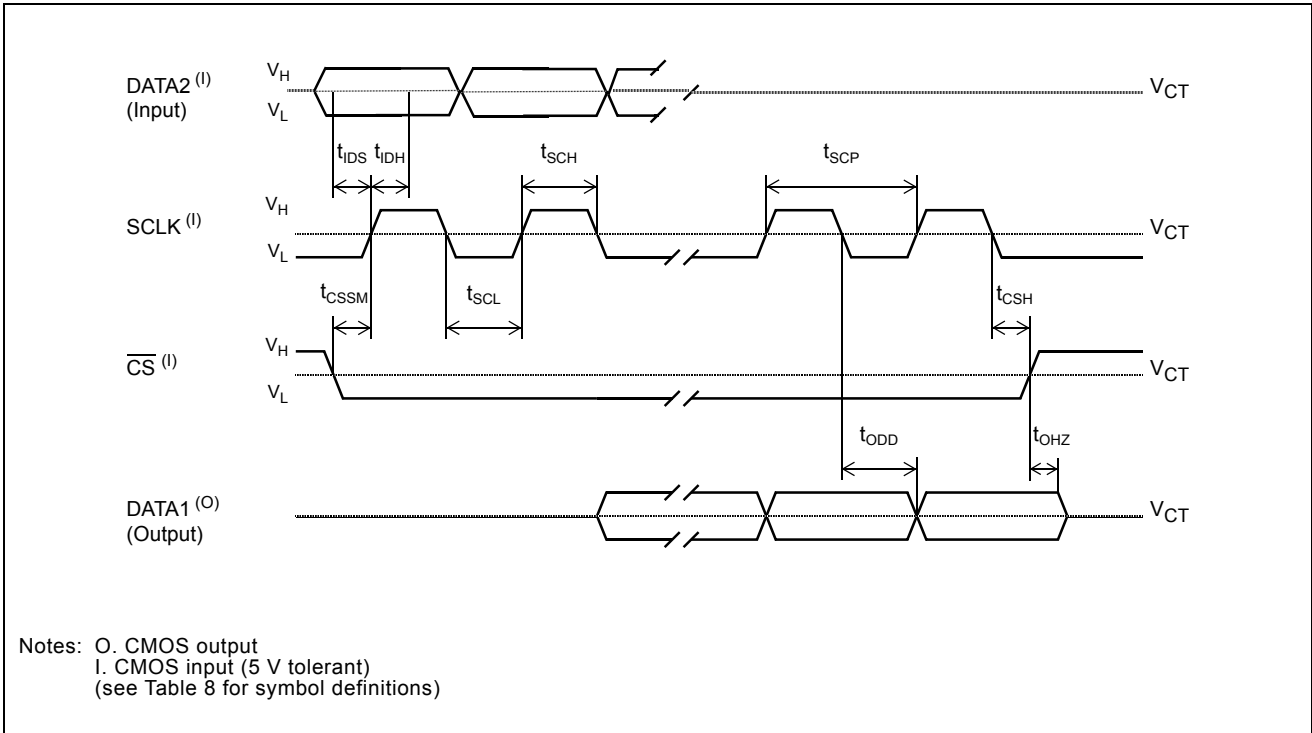 DATA2 (I)
(Input)
VH
VL
VCT
tIDS
tIDH
tSCH
tSCP
SCLK (I)
VH
VL
VCT
tCSSM
tSCL
tCSH
CS (I)
VH
VL
VCT
tODD
tOHZ
DATA1 (O)
(Output)
VCT
Notes: O. CMOS output
I. CMOS input (5 V tolerant)
(see Table 8 for symbol definitions)